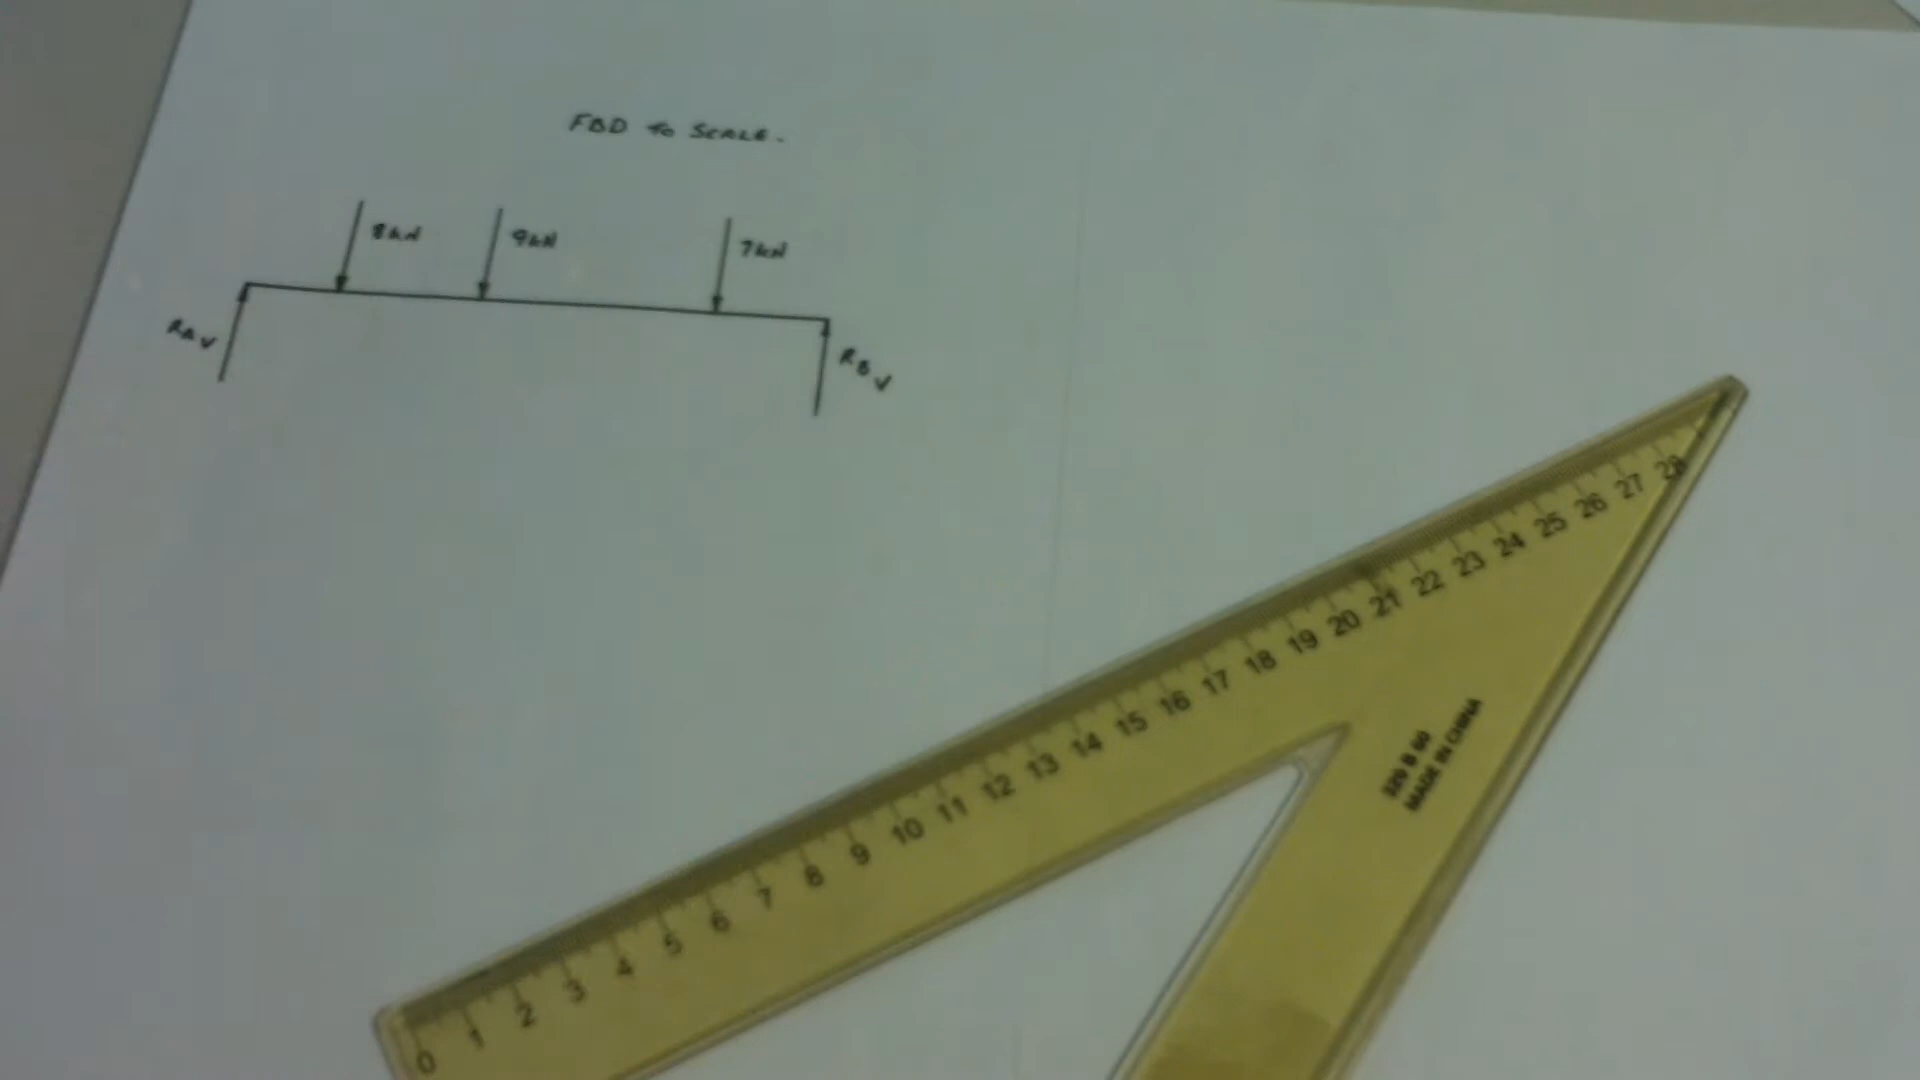 FBD to SCALE.
8kN
9kN
7kN
RAV
RBV
0 1 2 3 4 5 6 7 8 9 10 11 12 13 14 15 16 17 18 19 20 21 22 23 24 25 26 27 28
329 B 60
MADE IN CHINA